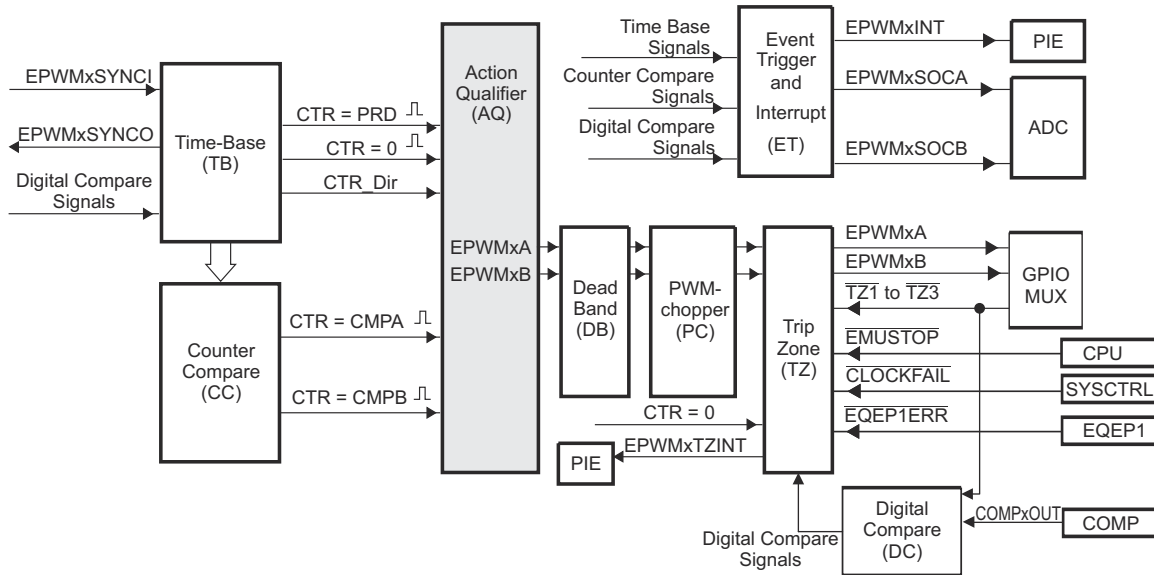 EPWMxSYNCI
EPWMxSYNCO
Digital Compare
Signals
Time-Base
(TB)
CTR = PRD
CTR = 0
CTR_Dir
Counter
Compare
(CC)
CTR = CMPA
CTR = CMPB
Action
Qualifier
(AQ)
EPWMxA
EPWMxB
Time Base
Signals
Counter Compare
Signals
Digital Compare
Signals
Event
Trigger
and
Interrupt
(ET)
EPWMxINT
EPWMxSOCA
EPWMxSOCB
PIE
ADC
Dead
Band
(DB)
PWM-
chopper
(PC)
Trip
Zone
(TZ)
EPWMxA
EPWMxB
TZ1 to TZ3
EMUSTOP
CLOCKFAIL
EQEP1ERR
GPIO
MUX
CPU
SYSCTRL
EQEP1
CTR = 0
EPWMxTZINT
PIE
Digital Compare
Signals
Digital
Compare
(DC)
COMPxOUT
COMP